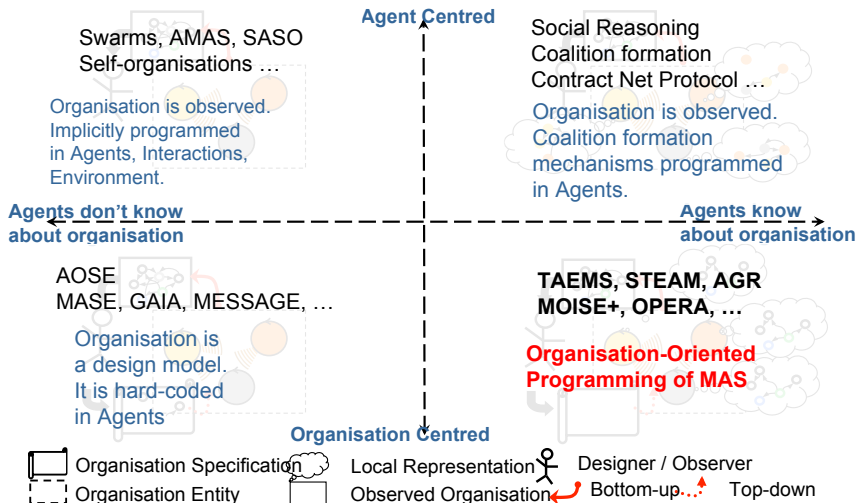 Agent Centred
Swarms, AMAS, SASO
Self-organisations …
Organisation is observed.
Implicitly programmed
in Agents, Interactions,
Environment.
Social Reasoning
Coalition formation
Contract Net Protocol …
Organisation is observed.
Coalition formation
mechanisms programmed
in Agents.
Agents don't know
about organisation
Agents know
about organisation
AOSE
MASE, GAIA, MESSAGE, …
Organisation is
a design model.
It is hard-coded
in Agents
TAEMS, STEAM, AGR
MOISE+, OPERA, …
Organisation-Oriented
Programming of MAS
Organisation Centred
Organisation Specification
Local Representation
Designer / Observer
Organisation Entity
Observed Organisation
Bottom-up
Top-down